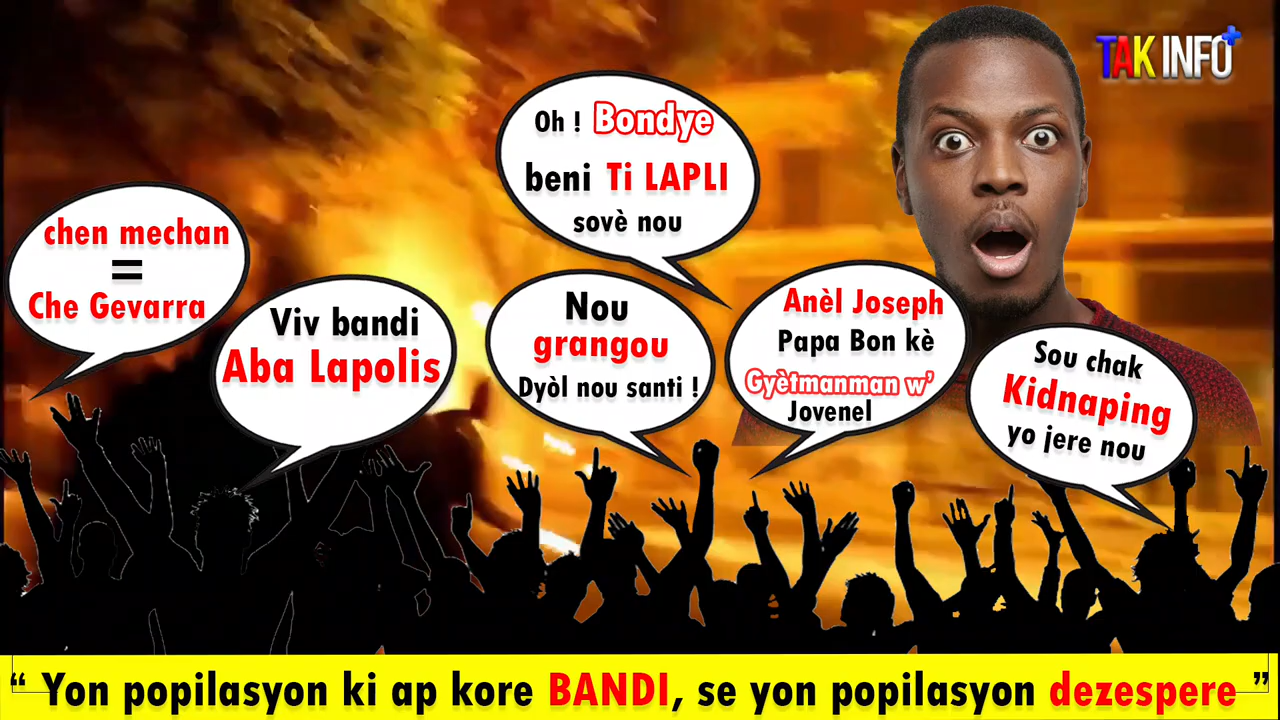 TAK INFO+
Oh ! Bondye
beni Ti LAPLI
sovè nou
chen mechan
=
Che Gevarra
Viv bandi
Aba Lapolis
Nou
grangou
Dyòl nou santi !
Anèl Joseph
Papa Bon kè
Gyètmanman w'
Jovenel
Sou chak
Kidnaping
yo jere nou
“ Yon popilasyon ki ap kore BANDI, se yon popilasyon dezespere ”